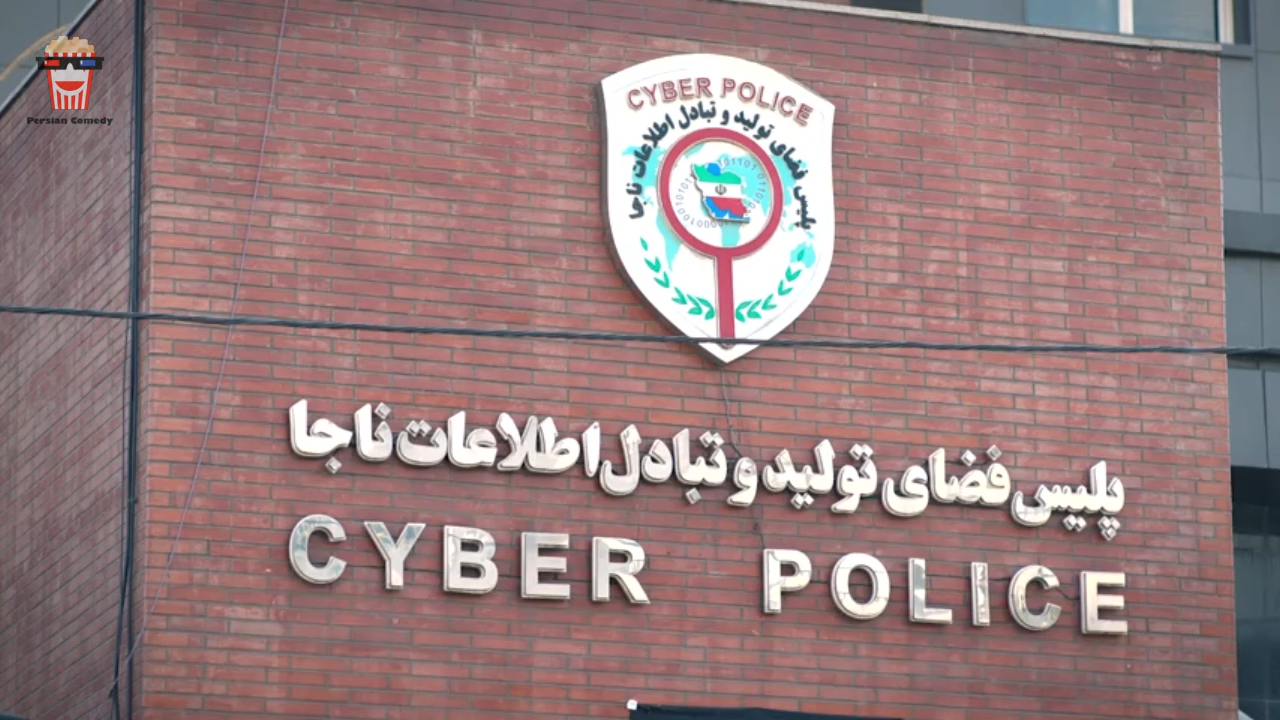 Persian Comedy
CYBER POLICE
پلیس فضای تولید و تبادل اطلاعات ناجا
پلیس فضای تولید و تبادل اطلاعات ناجا
CYBER POLICE